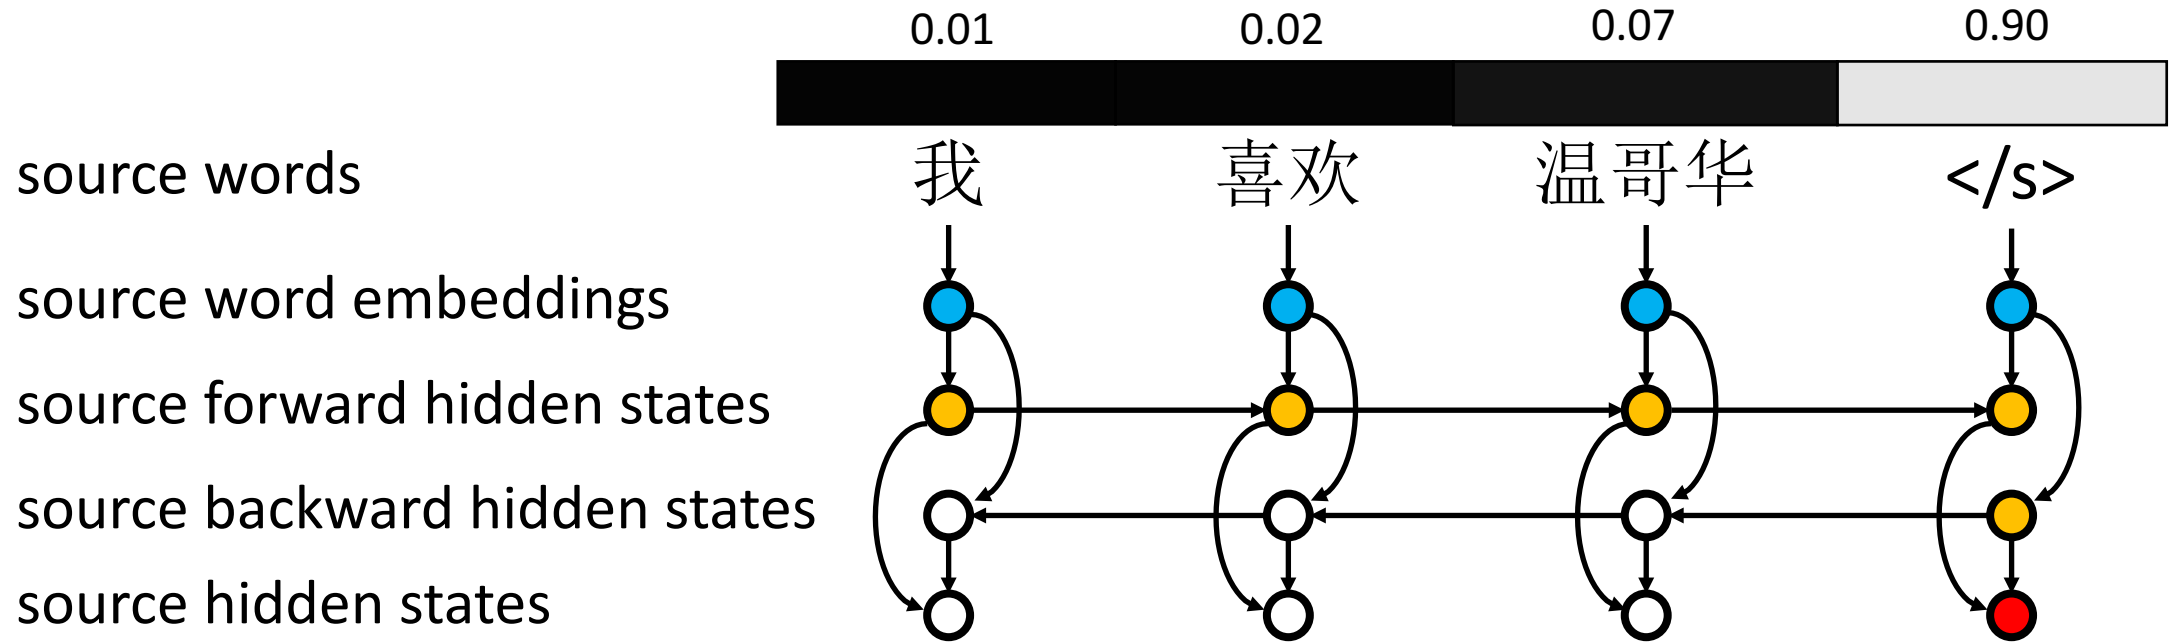 0.01 0.02 0.07 0.90
source words 我 喜欢 温哥华 </s>
source word embeddings
source forward hidden states
source backward hidden states
source hidden states